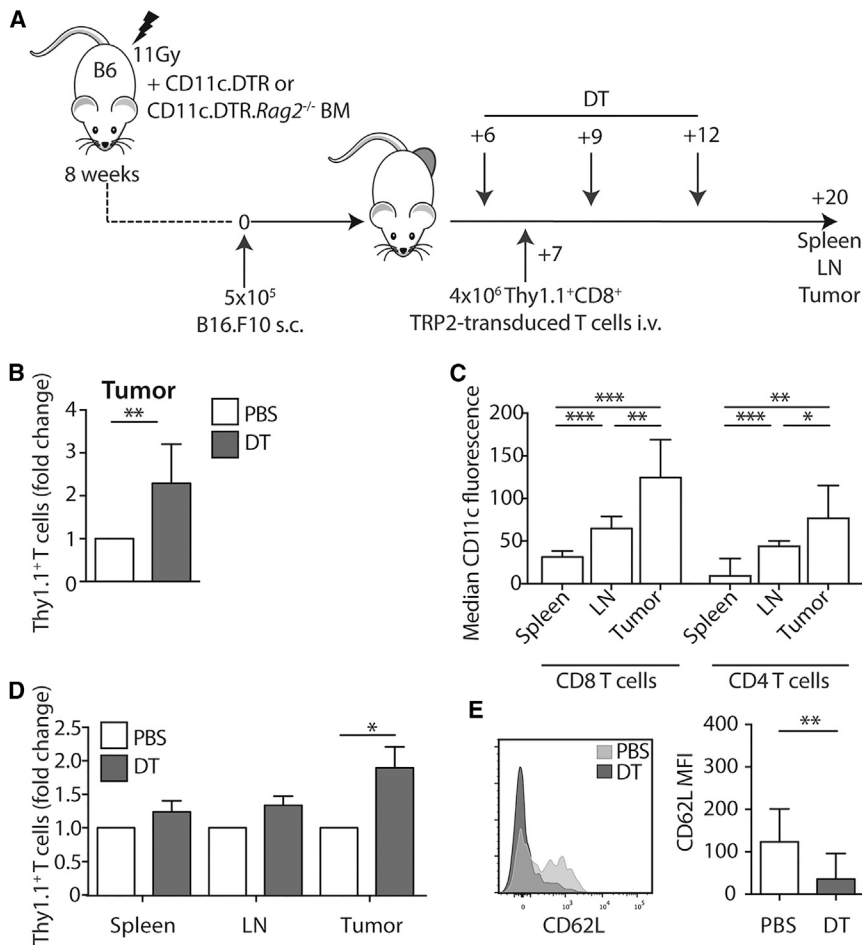 A
B6
11Gy
+ CD11c.DTR or
CD11c.DTR.Rag2-/- BM
8 weeks
0
5x10⁵
B16.F10 s.c.
DT
+6
+9
+12
+7
4x10⁶ Thy1.1⁺CD8⁺
TRP2-transduced T cells i.v.
+20
Spleen
LN
Tumor
B
Tumor
Thy1.1⁺ T cells (fold change)
4
3
2
1
0
**
PBS
DT
C
Median CD11c fluorescence
200
150
100
50
0
*** **
*** ** *** *
Spleen LN Tumor Spleen LN Tumor
CD8 T cells CD4 T cells
D
Thy1.1⁺ T cells (fold change)
2.5
2.0
1.5
1.0
0.5
0
PBS
DT
*
Spleen LN Tumor
E
PBS
DT
0 10³ 10⁴ 10⁵
CD62L
CD62L MFI
400
300
200
100
0
**
PBS DT